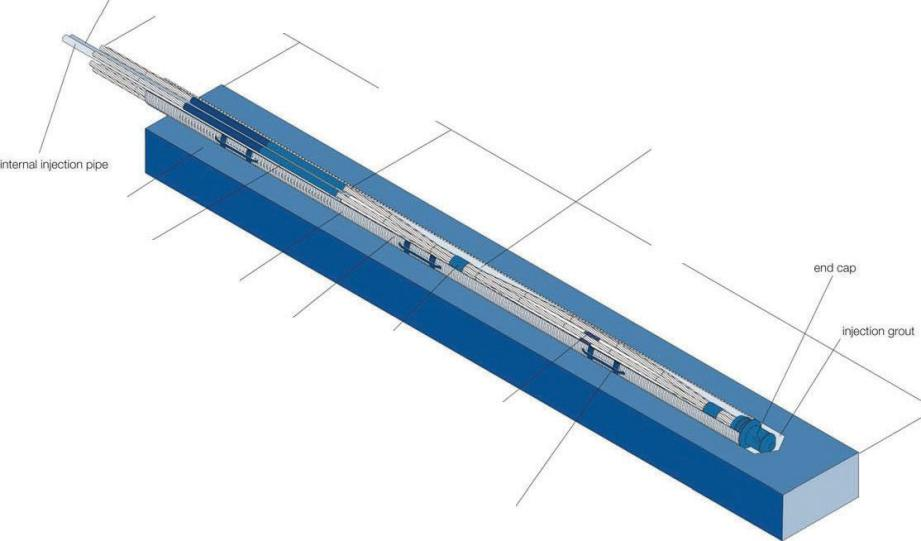 internal injection pipe
end cap
injection grout